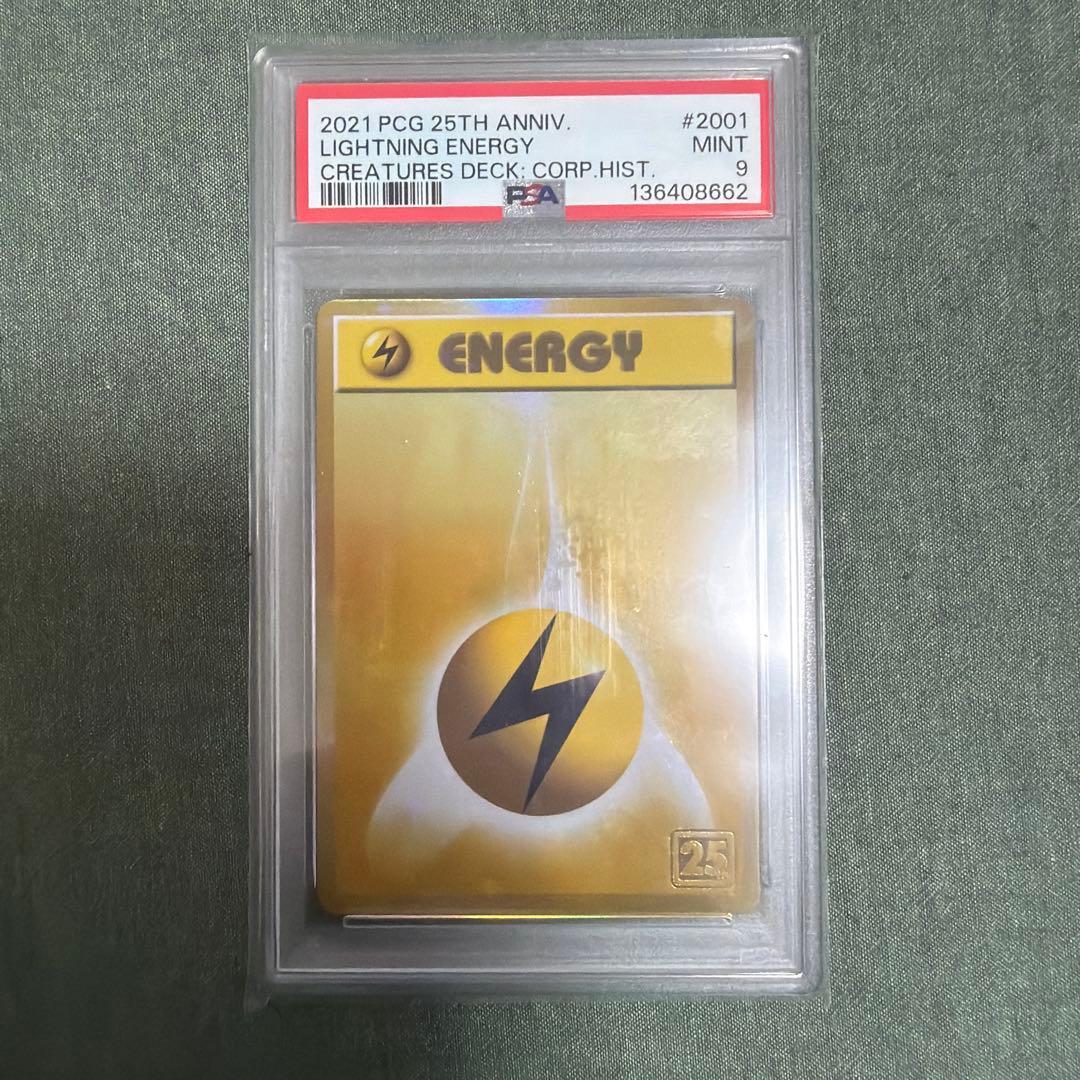 2021 PCG 25TH ANNIV. #2001
LIGHTNING ENERGY MINT
CREATURES DECK: CORP.HIST. 9
PSA 136408662
ENERGY
25